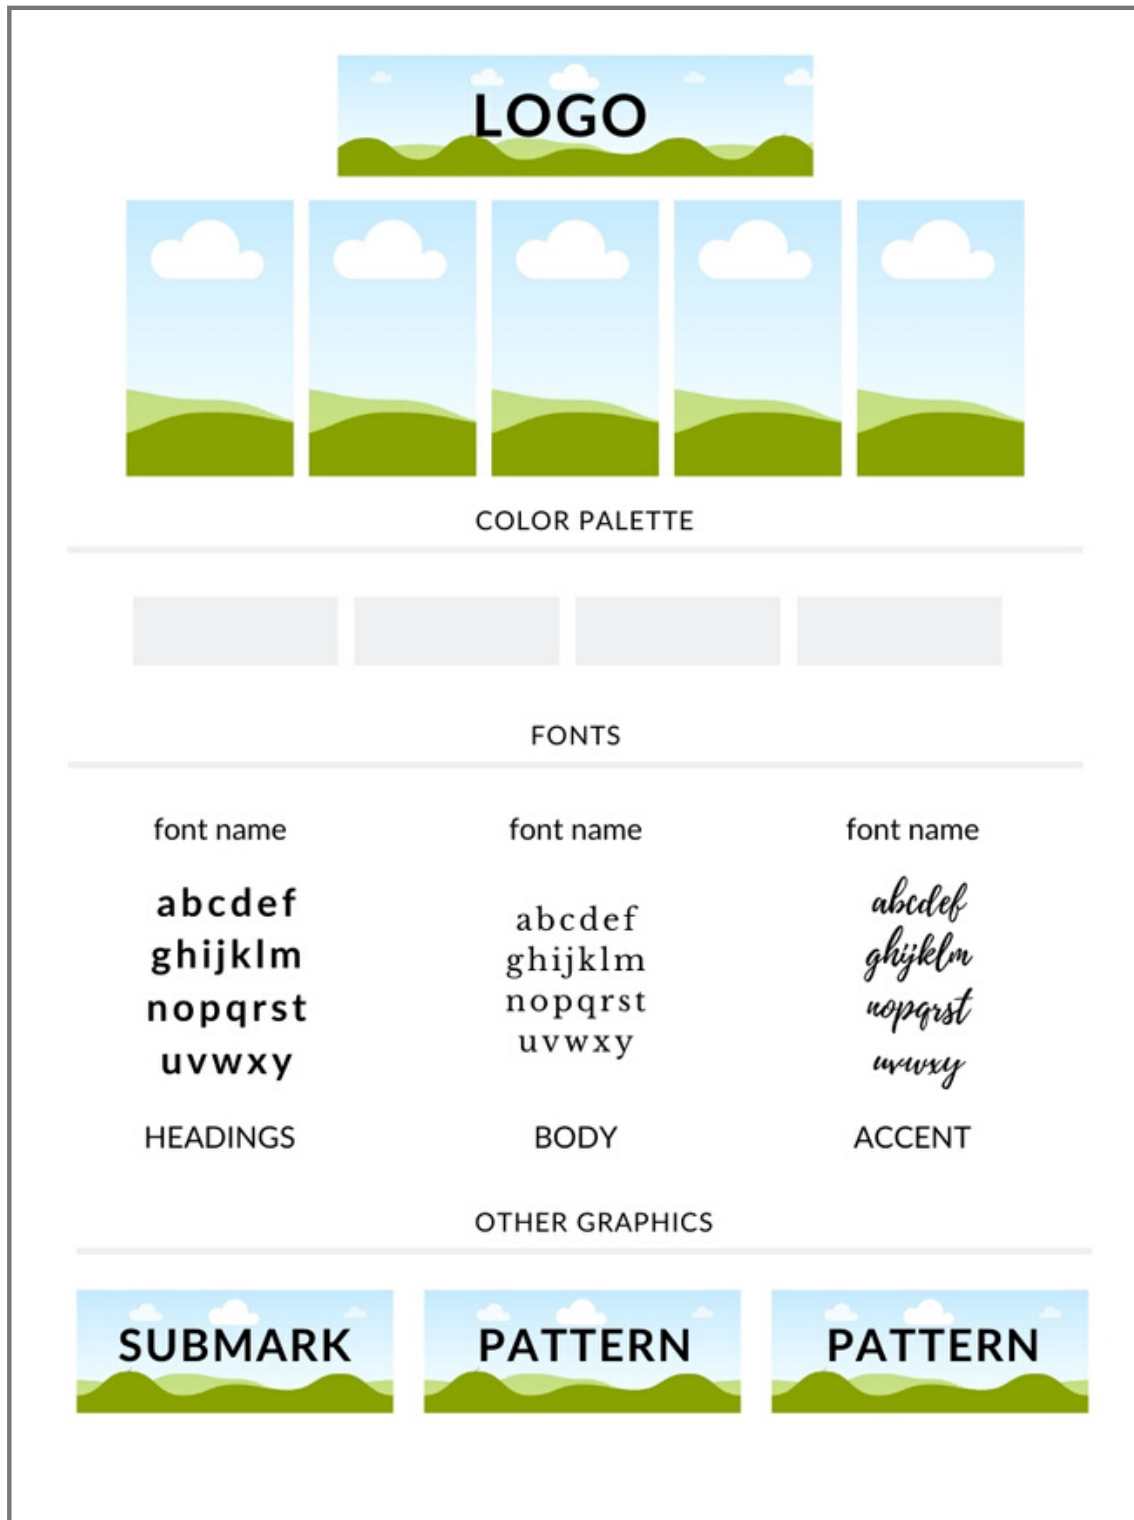 LOGO
COLOR PALETTE
FONTS
font name
abcdef
ghijklm
nopqrst
uvwxy
HEADINGS
font name
abcdef
ghijklm
nopqrst
uvwxy
BODY
font name
abcdef
ghijklm
nopqrst
uvwxy
ACCENT
OTHER GRAPHICS
SUBMARK
PATTERN
PATTERN